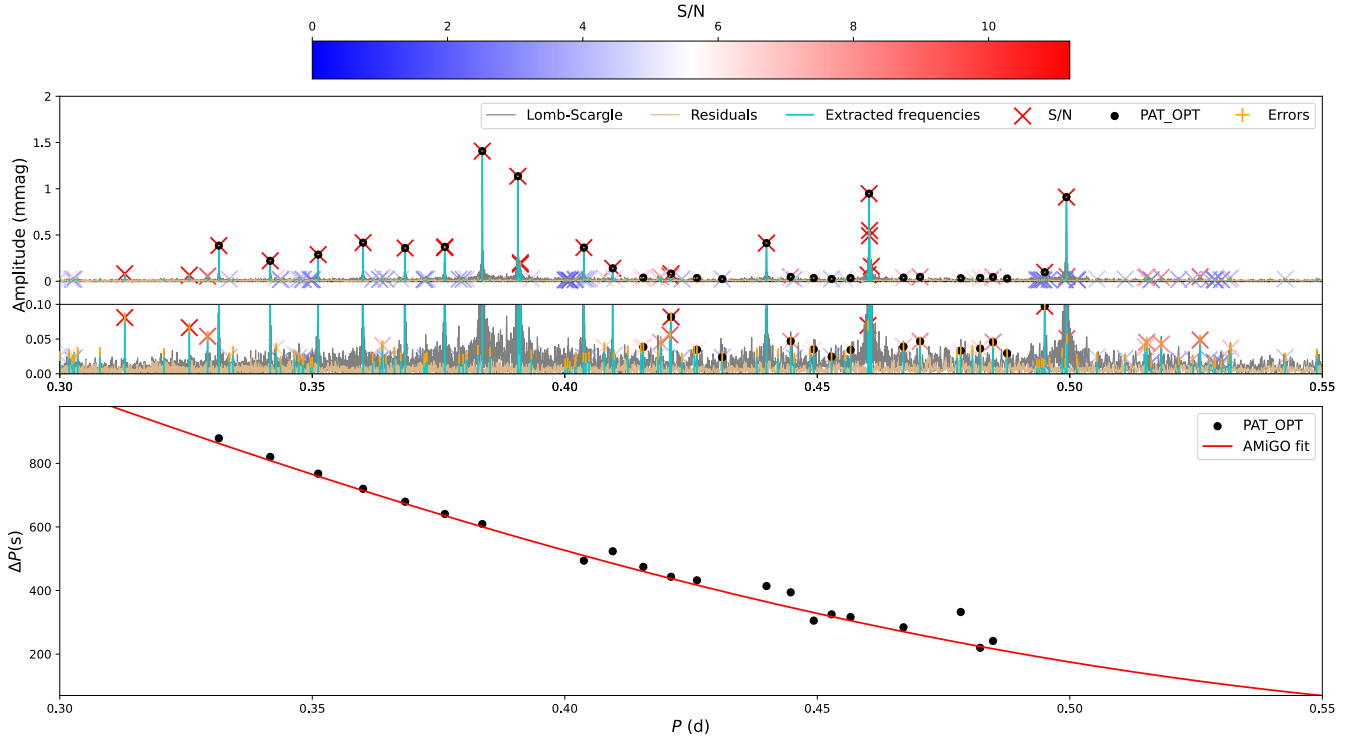 S/N
0 2 4 6 8 10
Lomb-Scargle Residuals Extracted frequencies S/N PAT_OPT Errors
Amplitude (mmag)
2
1.5
1
0.5
0
0.10
0.05
0.00
0.30 0.35 0.40 0.45 0.50 0.55
PAT_OPT
AMiGO fit
ΔP(s)
800
600
400
200
0.30 0.35 0.40 0.45 0.50 0.55
P (d)